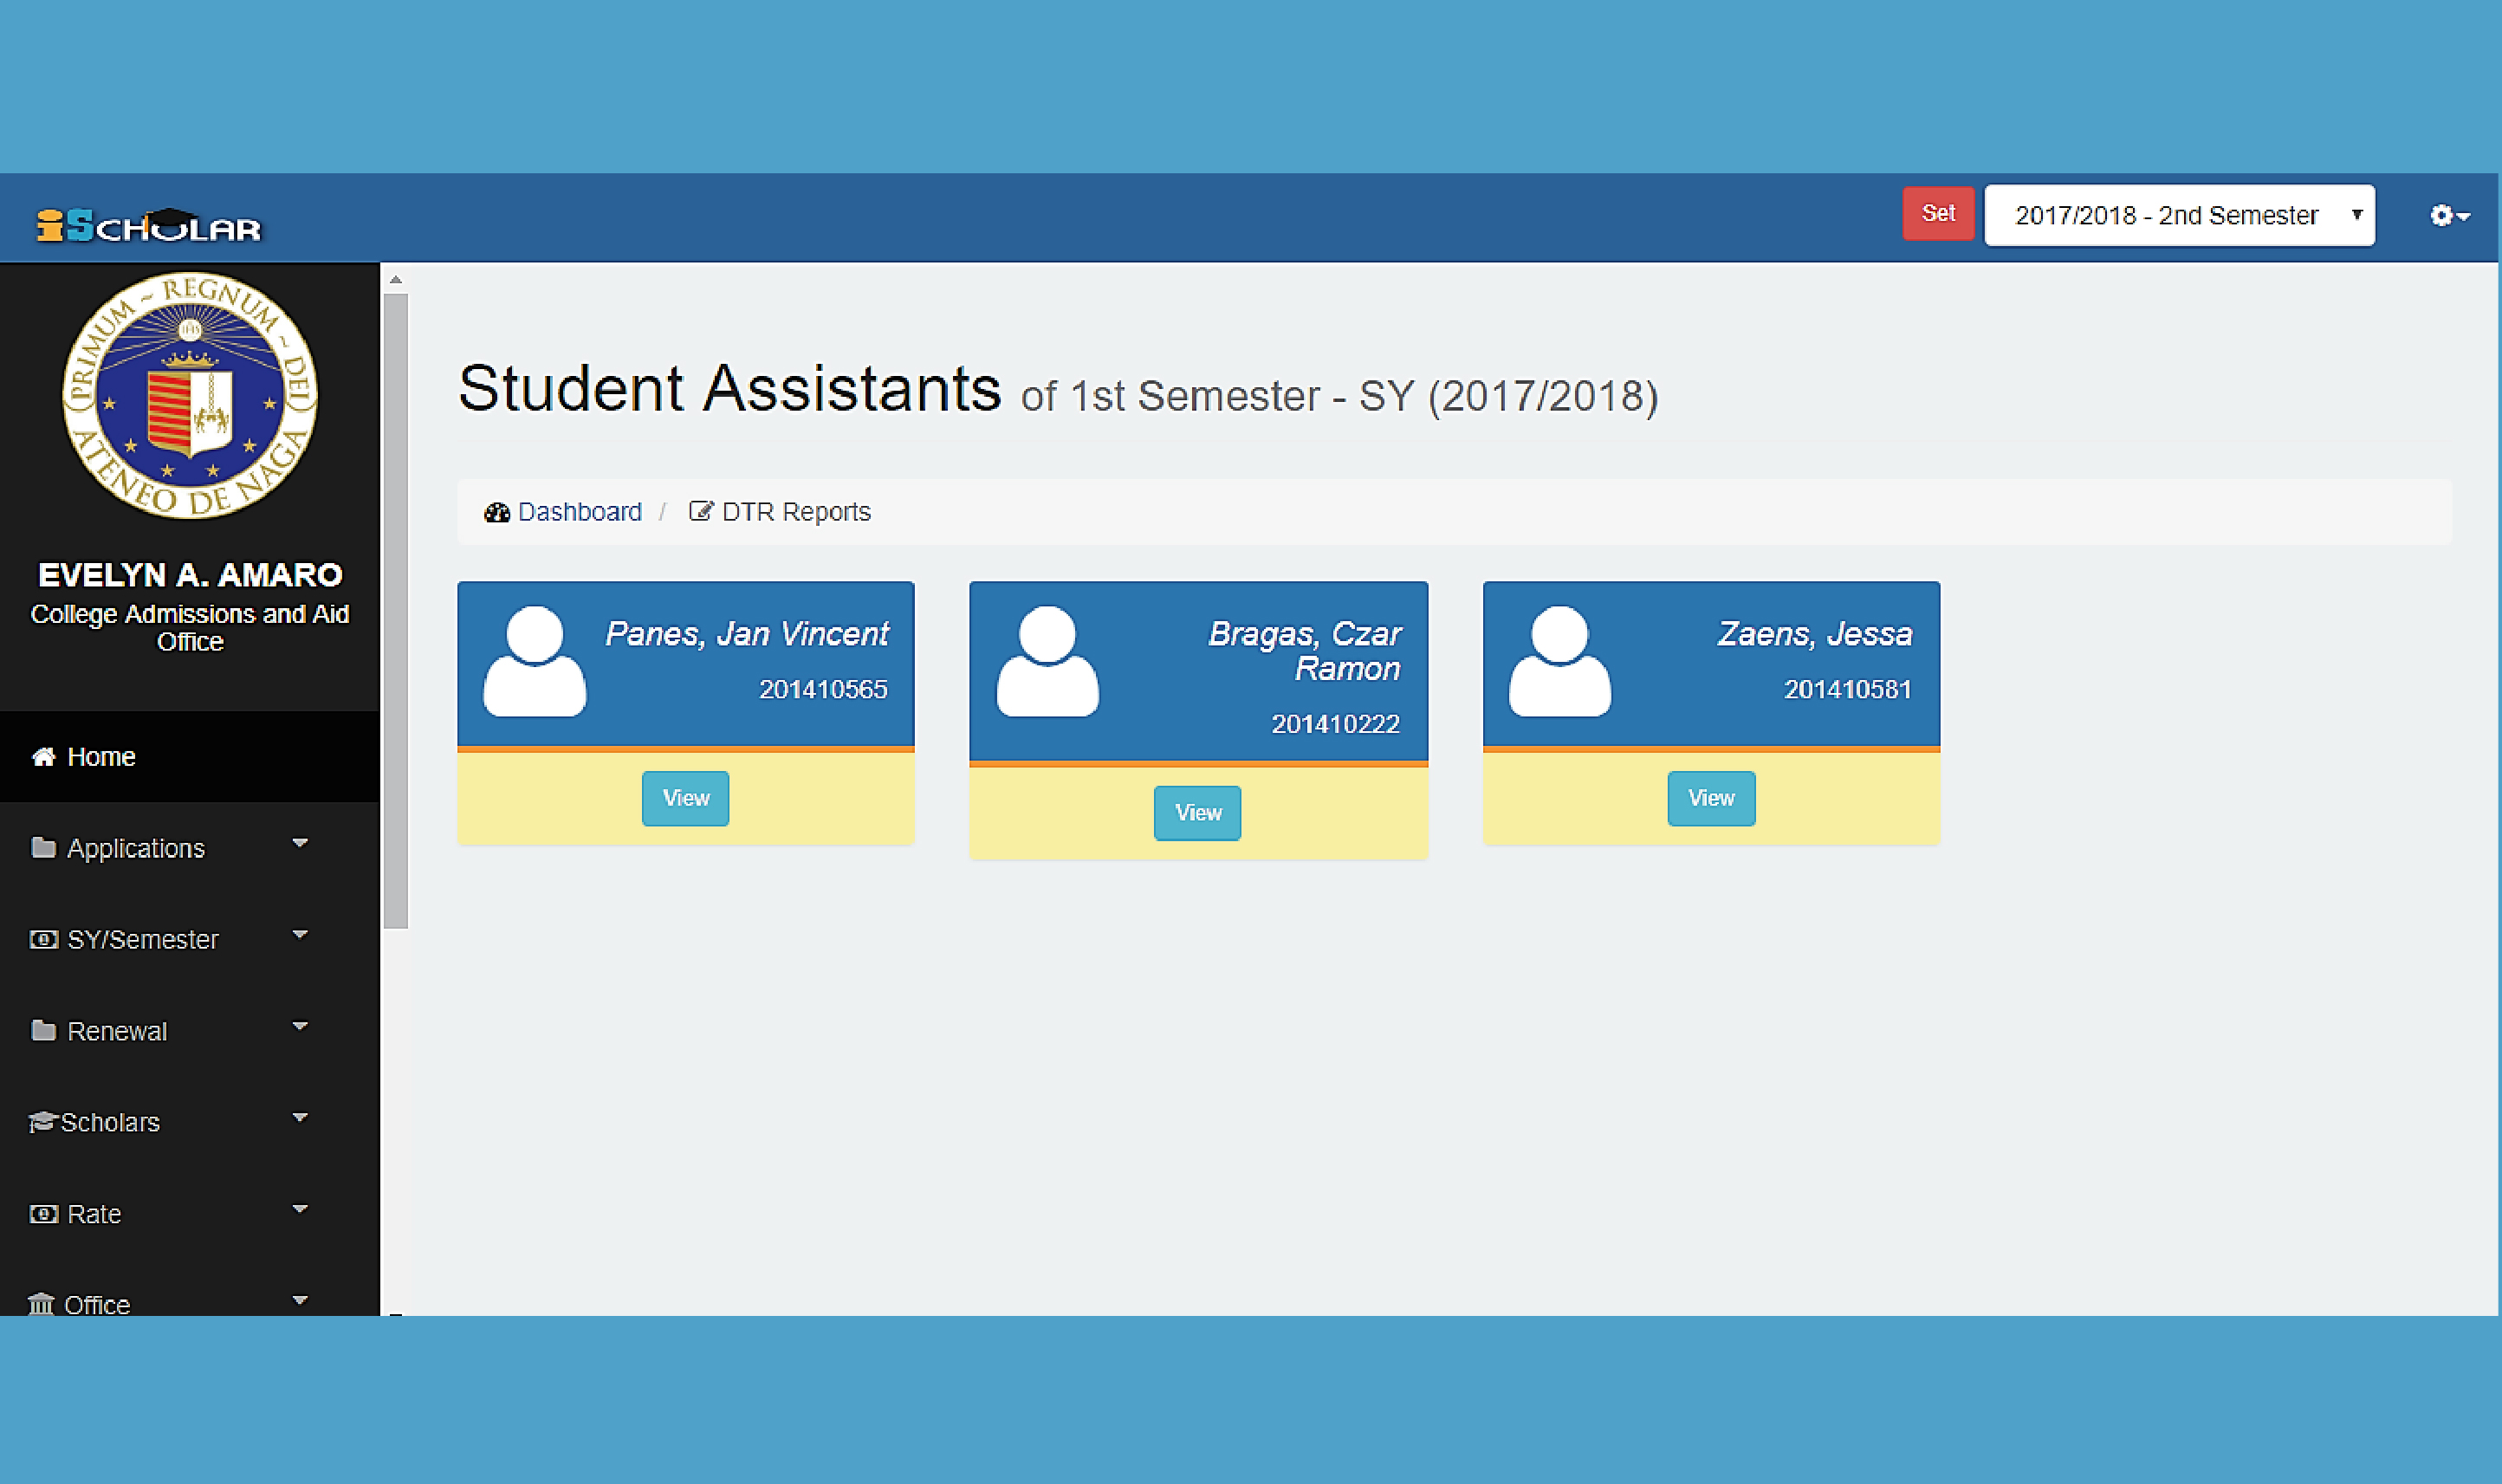 iSCHOLAR
Set
2017/2018 - 2nd Semester
PRIMUM ~ REGNUM ~ DEI
ATENEO DE NAGA
IHS
EVELYN A. AMARO
College Admissions and Aid
Office
Home
Applications
SY/Semester
Renewal
Scholars
Rate
Office
Student Assistants of 1st Semester - SY (2017/2018)
Dashboard / DTR Reports
Panes, Jan Vincent
201410565
View
Bragas, Czar
Ramon
201410222
View
Zaens, Jessa
201410581
View